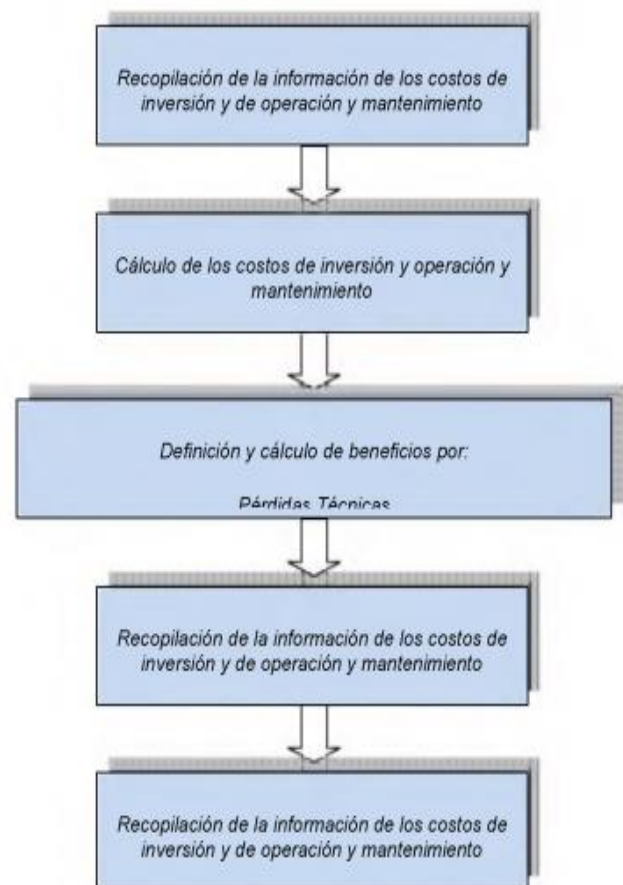 Recopilación de la información de los costos de
inversión y de operación y mantenimiento
Cálculo de los costos de inversión y operación y
mantenimiento
Definición y cálculo de beneficios por:
Pérdidas Técnicas
Recopilación de la información de los costos de
inversión y de operación y mantenimiento
Recopilación de la información de los costos de
inversión y de operación y mantenimiento